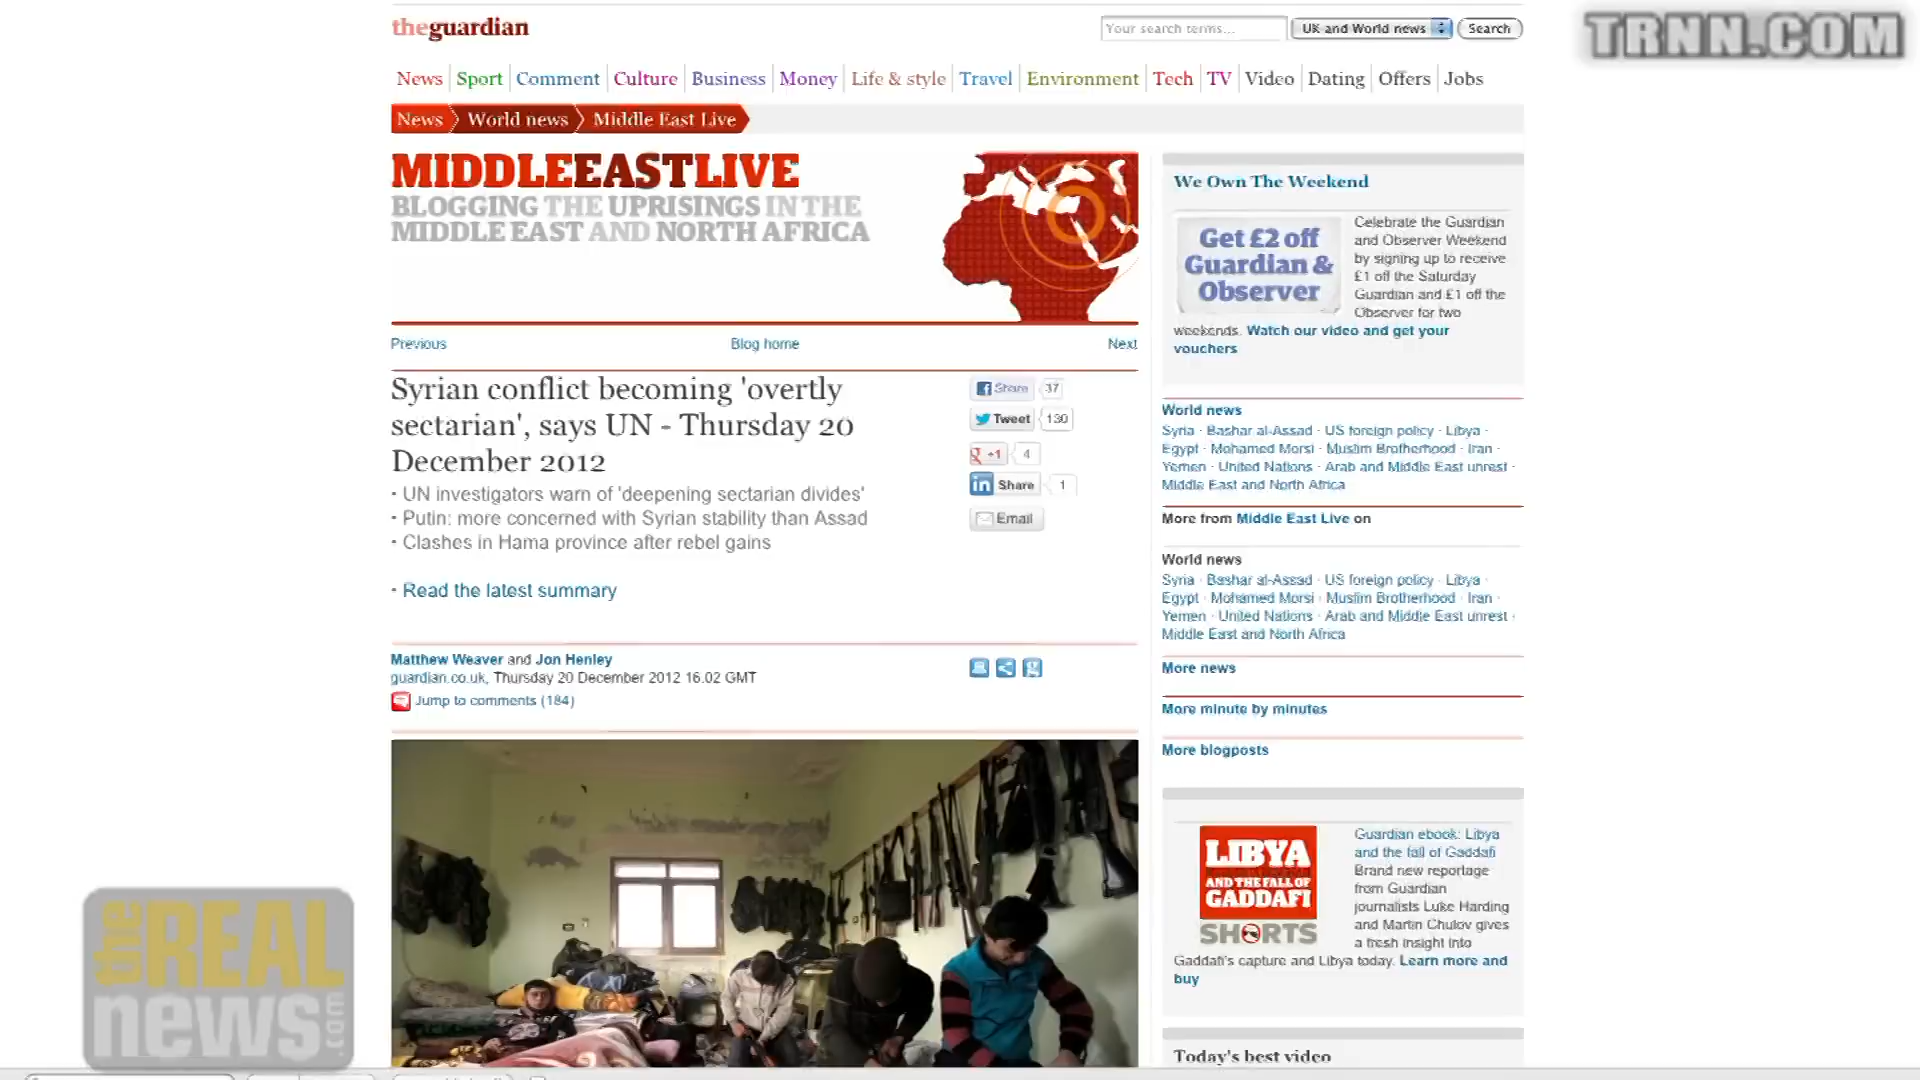 theguardian
Your search terms...
UK and World news
Search
TRNN.COM
News
Sport
Comment
Culture
Business
Money
Life & style
Travel
Environment
Tech
TV
Video
Dating
Offers
Jobs
News
World news
Middle East Live
MIDDLEEASTLIVE
BLOGGING THE UPRISINGS IN THE
MIDDLE EAST AND NORTH AFRICA
Previous
Blog home
Next
Syrian conflict becoming 'overtly
sectarian', says UN - Thursday 20
December 2012
· UN investigators warn of 'deepening sectarian divides'
· Putin: more concerned with Syrian stability than Assad
· Clashes in Hama province after rebel gains
· Read the latest summary
Share 37
Tweet 130
+1 4
in Share 1
Email
Matthew Weaver and Jon Henley
guardian.co.uk, Thursday 20 December 2012 16.02 GMT
Jump to comments (184)
We Own The Weekend
Get £2 off
Guardian &
Observer
Celebrate the Guardian
and Observer Weekend
by signing up to receive
£1 off the Saturday
Guardian and £1 off the
Observer for two
weekends. Watch our video and get your
vouchers
World news
Syria · Bashar al-Assad · US foreign policy · Libya ·
Egypt · Mohamed Morsi · Muslim Brotherhood · Iran ·
Yemen · United Nations · Arab and Middle East unrest ·
Middle East and North Africa
More from Middle East Live on
World news
Syria · Bashar al-Assad · US foreign policy · Libya ·
Egypt · Mohamed Morsi · Muslim Brotherhood · Iran ·
Yemen · United Nations · Arab and Middle East unrest ·
Middle East and North Africa
More news
More minute by minutes
More blogposts
LIBYA
AND THE FALL OF
GADDAFI
SHORTS
Guardian ebook: Libya
and the fall of Gaddafi
Brand new reportage
from Guardian
journalists Luke Harding
and Martin Chulov gives
a fresh insight into
Gaddafi's capture and Libya today. Learn more and
buy
Today's best video
the REAL
news.com